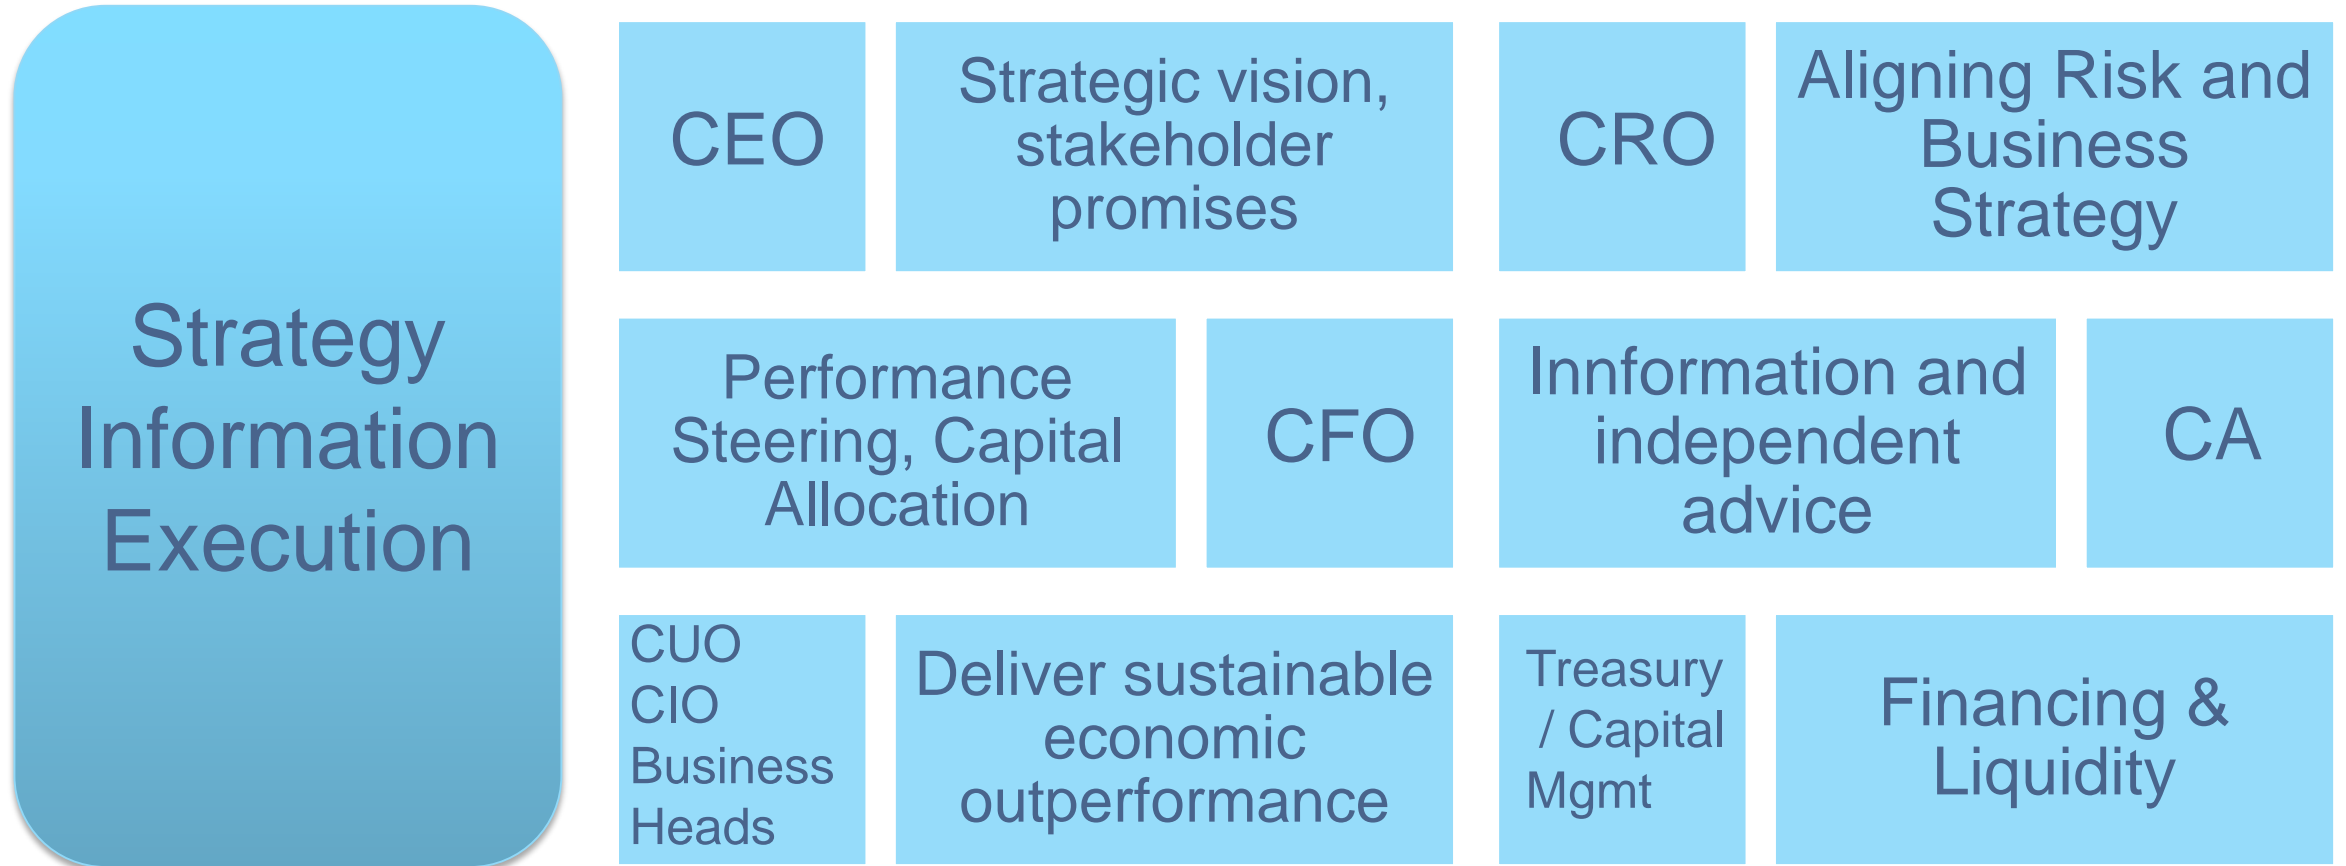 Strategy
Information
Execution
CEO
Strategic vision,
stakeholder
promises
CRO
Aligning Risk and
Business
Strategy
Performance
Steering, Capital
Allocation
CFO
Innformation and
independent
advice
CA
CUO
CIO
Business
Heads
Deliver sustainable
economic
outperformance
Treasury
/ Capital
Mgmt
Financing &
Liquidity